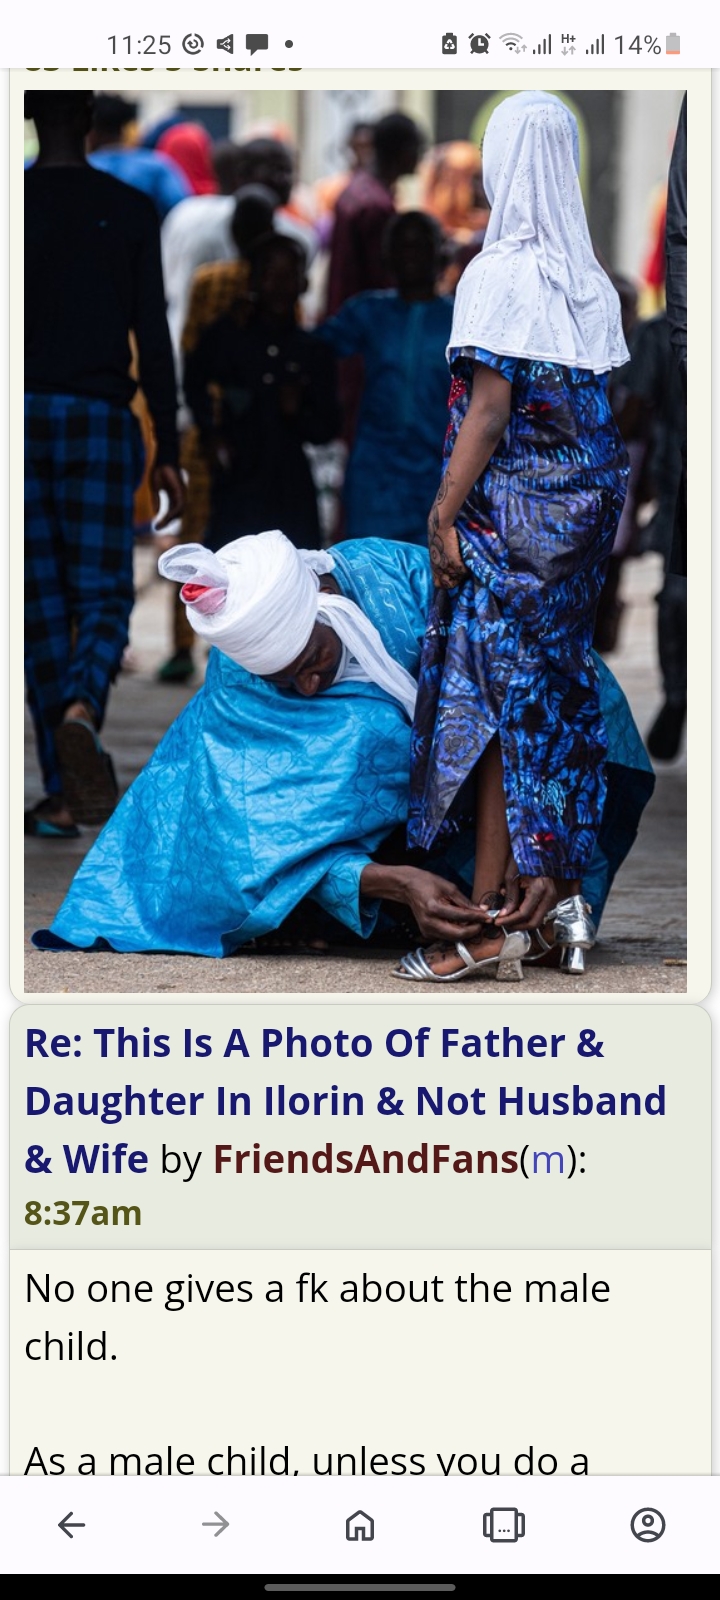 11:25
H+
14%
Re: This Is A Photo Of Father &
Daughter In Ilorin & Not Husband
& Wife by FriendsAndFans(m):
8:37am
No one gives a fk about the male
child.
As a male child, unless you do a